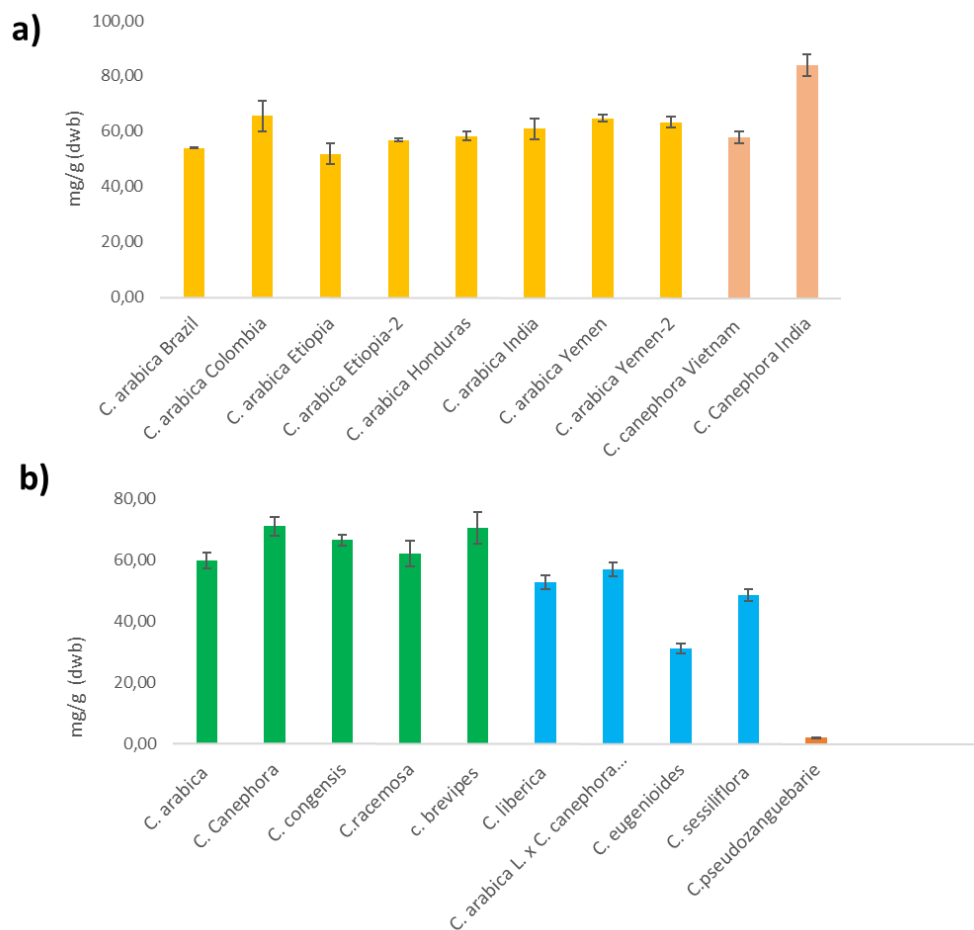 a)
100,00
80,00
60,00
40,00
20,00
0,00
mg/g (dwb)
C. arabica Brazil
C. arabica Colombia
C. arabica Etiopia
C. arabica Etiopia-2
C. arabica Honduras
C. arabica India
C. arabica Yemen
C. arabica Yemen-2
C. canephora Vietnam
C. Canephora India
b)
80,00
60,00
40,00
20,00
0,00
mg/g (dwb)
C. arabica
C. Canephora
C. congensis
C.racemosa
c. brevipes
C. liberica
C. arabica L. x C. canephora...
C. eugenioides
C. sessiliflora
C.pseudozanguebarie